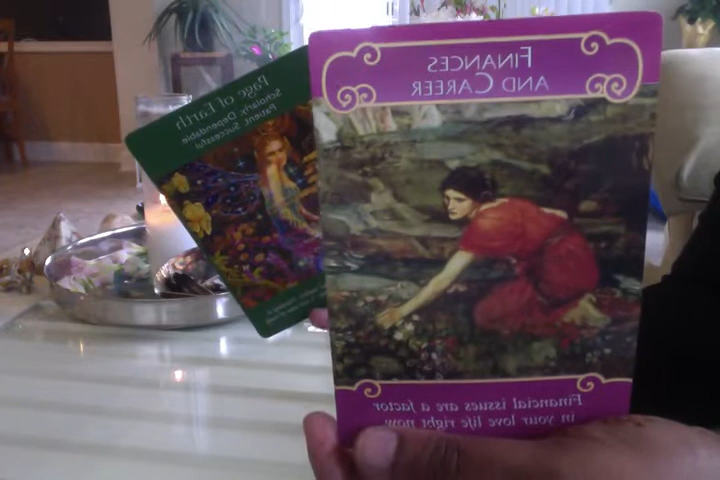 Page of Earth
Scholarly, Dependable
Patient, Successful
FINANCES
AND CAREER
Financial issues are a factor
in your love life right now.